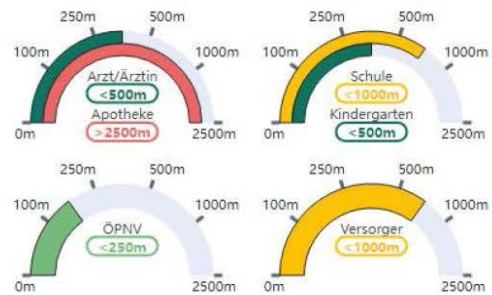 250m 500m
100m 1000m
Arzt/Ärztin
<500m
Apotheke
>2500m
0m 2500m
250m 500m
100m 1000m
Schule
<1000m
Kindergarten
<500m
0m 2500m
250m 500m
100m 1000m
ÖPNV
<250m
0m 2500m
250m 500m
100m 1000m
Versorger
<1000m
0m 2500m